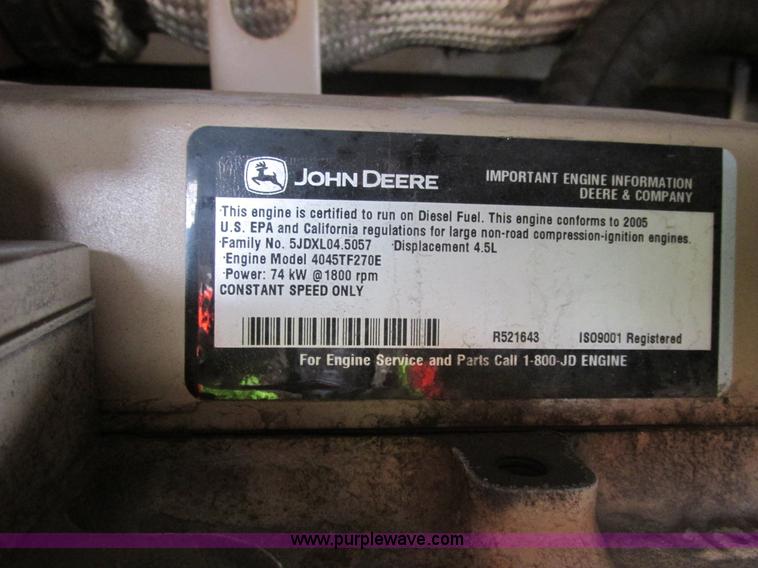 JOHN DEERE
IMPORTANT ENGINE INFORMATION
DEERE & COMPANY
This engine is certified to run on Diesel Fuel. This engine conforms to 2005
U.S. EPA and California regulations for large non-road compression-ignition engines.
Family No. 5JDXL04.5057 Displacement 4.5L
Engine Model 4045TF270E
Power: 74 kW @1800 rpm
CONSTANT SPEED ONLY
R521643 ISO9001 Registered
For Engine Service and Parts Call 1-800-JD ENGINE
www.purplewave.com